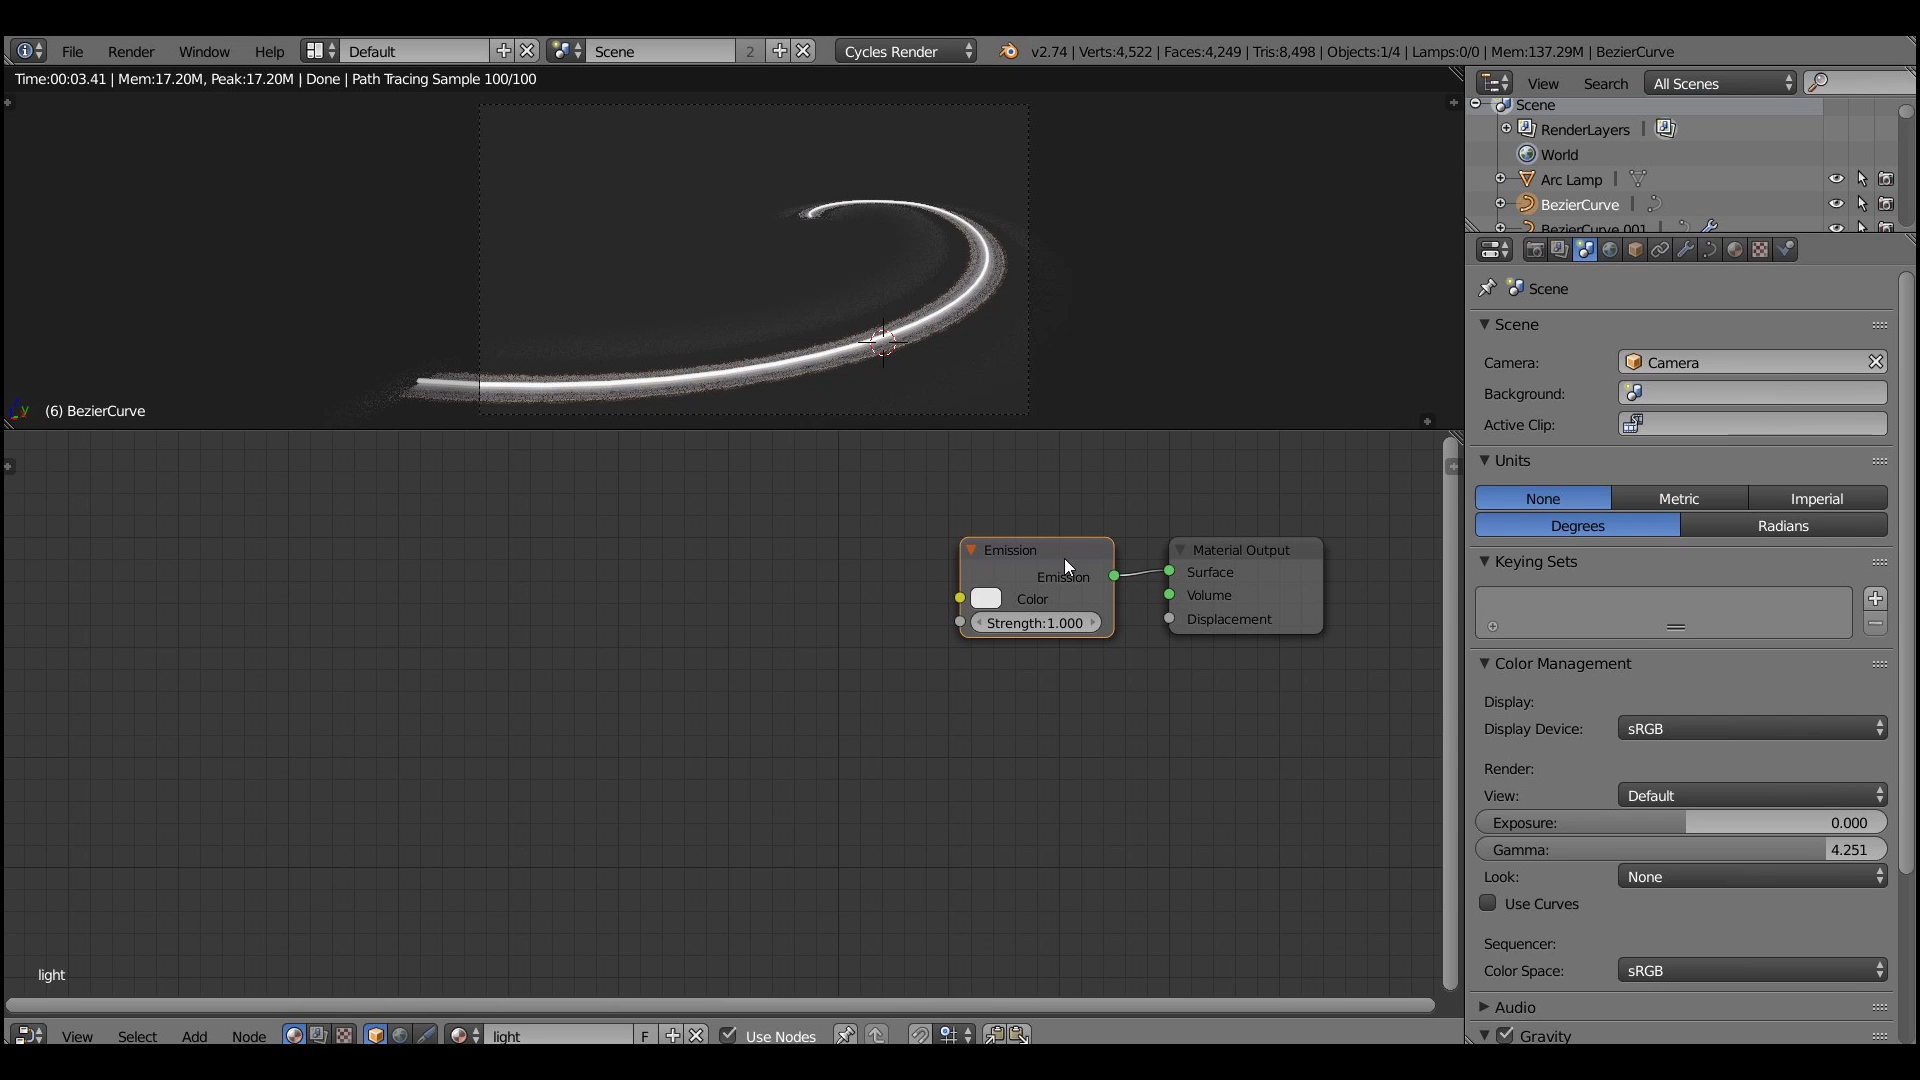 File Render Window Help Default Scene 2 Cycles Render v2.74 | Verts:4,522 | Faces:4,249 | Tris:8,498 | Objects:1/4 | Lamps:0/0 | Mem:137.29M | BezierCurve
Time:00:03.41 | Mem:17.20M, Peak:17.20M | Done | Path Tracing Sample 100/100
(6) BezierCurve
y
View Search All Scenes
Scene
RenderLayers
World
Arc Lamp
BezierCurve
BezierCurve.001
Scene
Scene
Camera: Camera
Background:
Active Clip:
Units
None Metric Imperial
Degrees Radians
Keying Sets
Color Management
Display:
Display Device: sRGB
Render:
View: Default
Exposure: 0.000
Gamma: 4.251
Look: None
Use Curves
Sequencer:
Color Space: sRGB
Audio
Gravity
Emission
Emission
Color
Strength:1.000
Material Output
Surface
Volume
Displacement
light
View Select Add Node light F Use Nodes